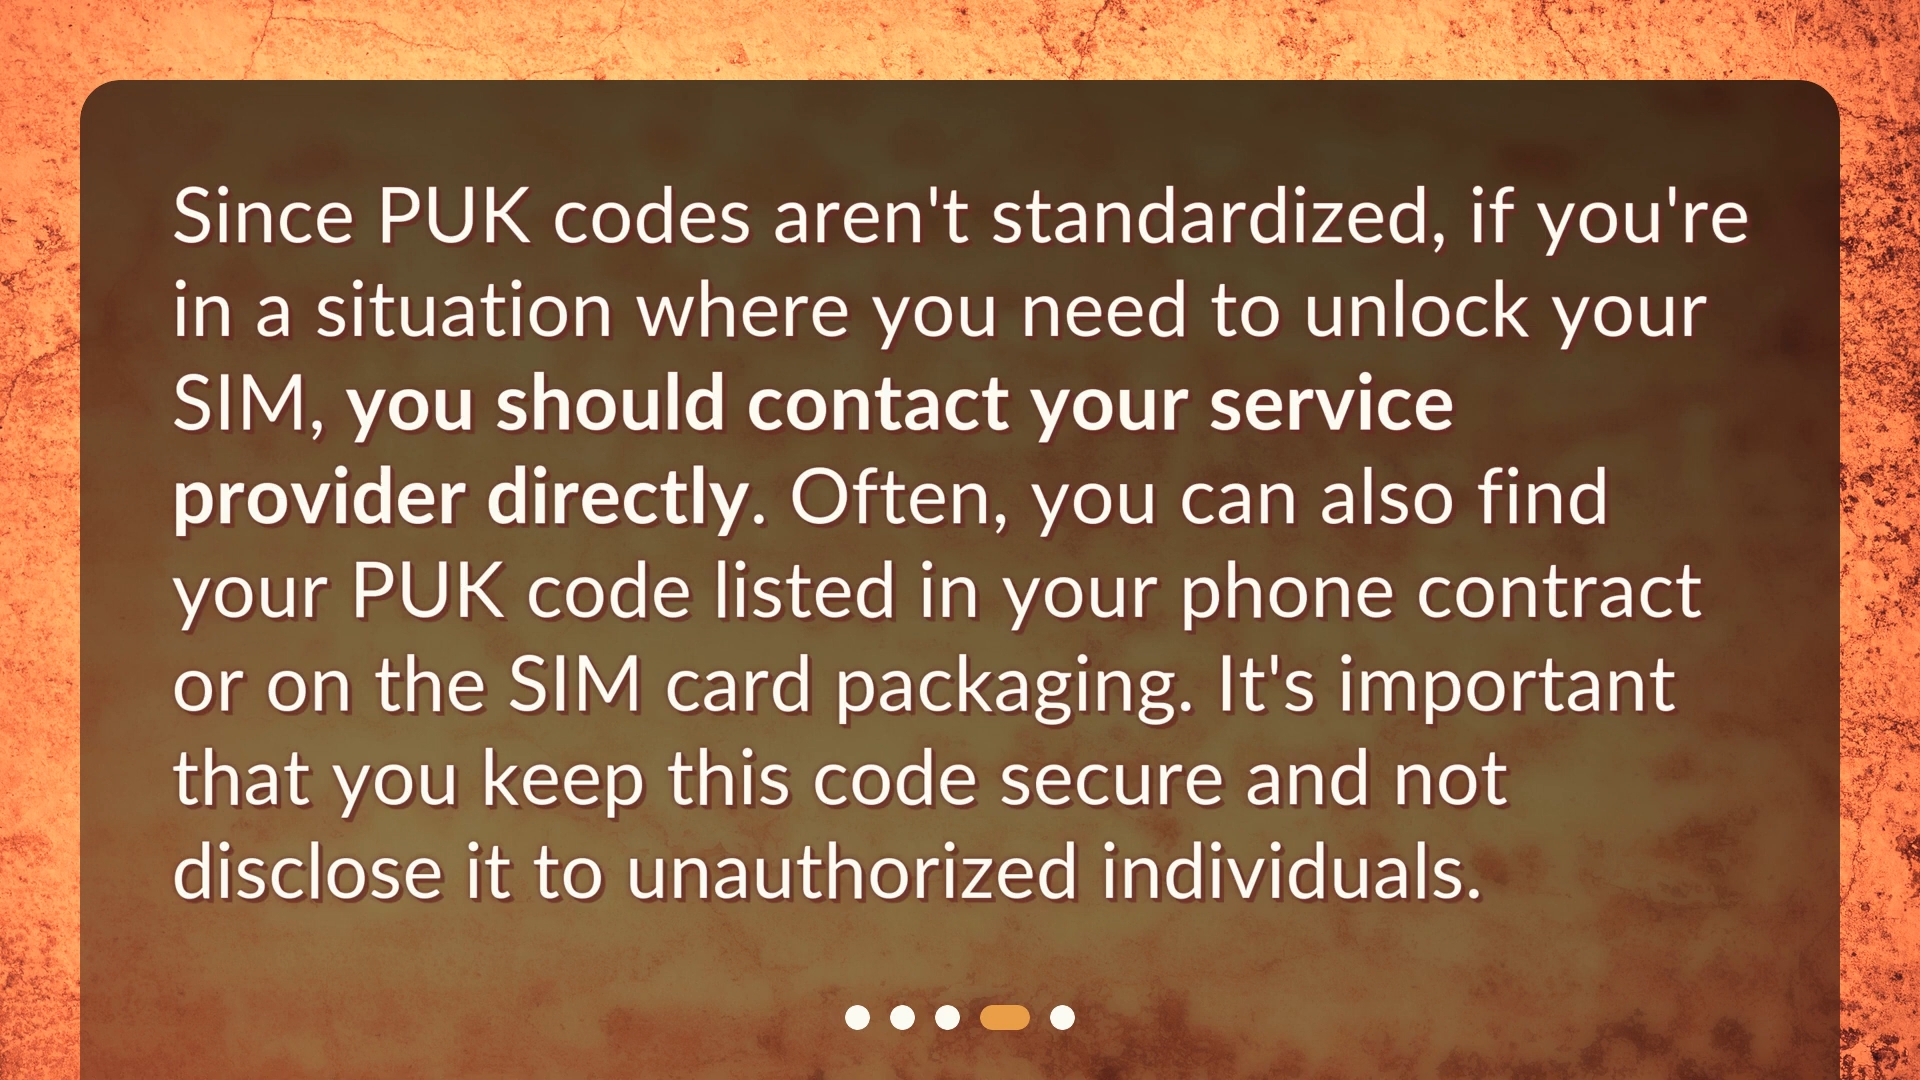 Since PUK codes aren't standardized, if you're
in a situation where you need to unlock your
SIM, you should contact your service
provider directly. Often, you can also find
your PUK code listed in your phone contract
or on the SIM card packaging. It's important
that you keep this code secure and not
disclose it to unauthorized individuals.